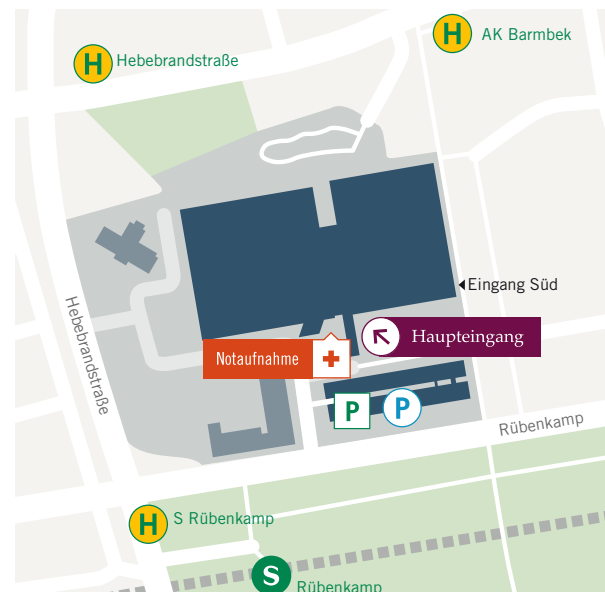 H
AK Barmbek
H
Hebebrandstraße
Eingang Süd
Haupteingang
Notaufnahme
Hebebrandstraße
P
P
Rübenkamp
H
S Rübenkamp
S
Rübenkamp